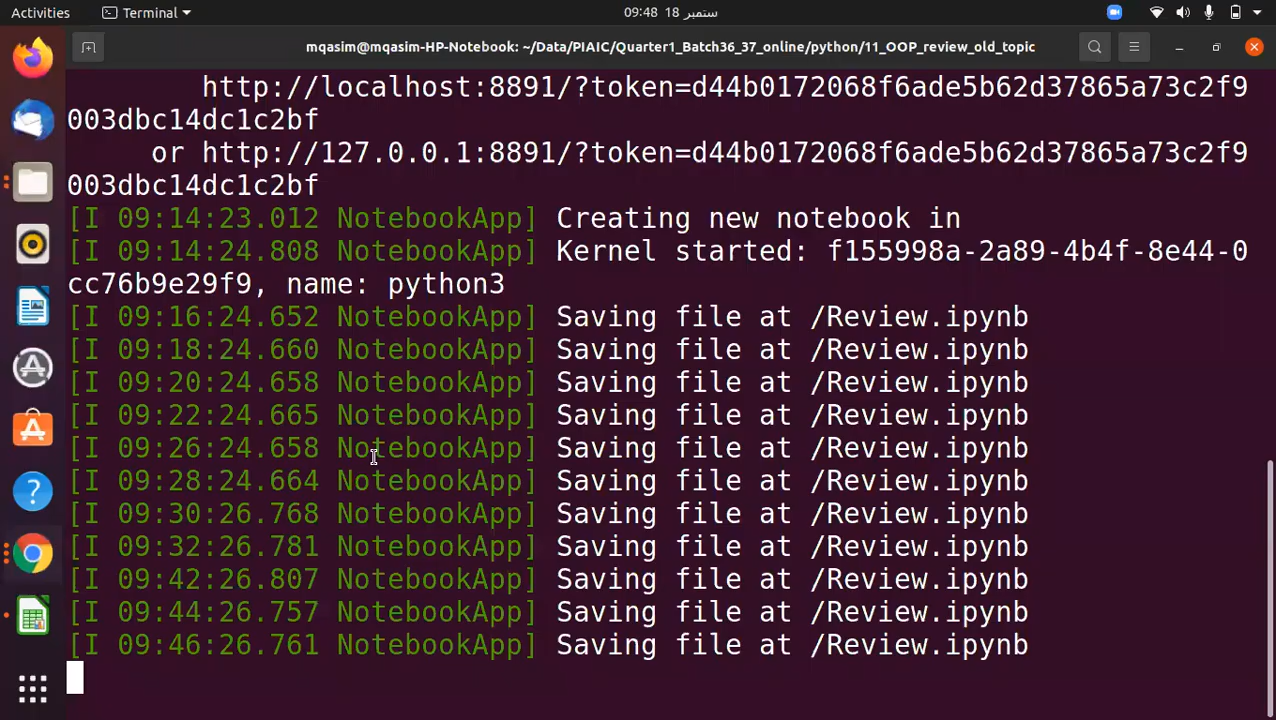 Activities
Terminal
09:48 18 ستمبر
mqasim@mqasim-HP-Notebook: ~/Data/PIAIC/Quarter1_Batch36_37_online/python/11_OOP_review_old_topic
http://localhost:8891/?token=d44b0172068f6ade5b62d37865a73c2f9
003dbc14dc1c2bf
or http://127.0.0.1:8891/?token=d44b0172068f6ade5b62d37865a73c2f9
003dbc14dc1c2bf
[I 09:14:23.012 NotebookApp] Creating new notebook in
[I 09:14:24.808 NotebookApp] Kernel started: f155998a-2a89-4b4f-8e44-0
cc76b9e29f9, name: python3
[I 09:16:24.652 NotebookApp] Saving file at /Review.ipynb
[I 09:18:24.660 NotebookApp] Saving file at /Review.ipynb
[I 09:20:24.658 NotebookApp] Saving file at /Review.ipynb
[I 09:22:24.665 NotebookApp] Saving file at /Review.ipynb
[I 09:26:24.658 NotebookApp] Saving file at /Review.ipynb
[I 09:28:24.664 NotebookApp] Saving file at /Review.ipynb
[I 09:30:26.768 NotebookApp] Saving file at /Review.ipynb
[I 09:32:26.781 NotebookApp] Saving file at /Review.ipynb
[I 09:42:26.807 NotebookApp] Saving file at /Review.ipynb
[I 09:44:26.757 NotebookApp] Saving file at /Review.ipynb
[I 09:46:26.761 NotebookApp] Saving file at /Review.ipynb